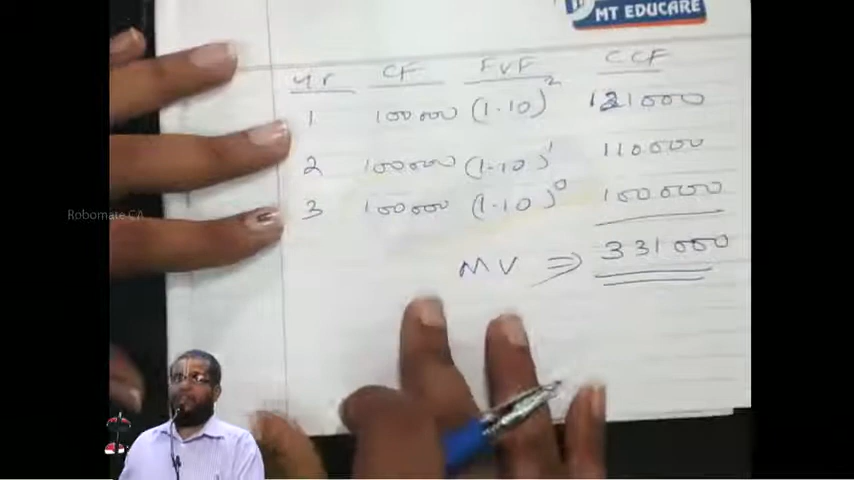 MT EDUCARE
Yr CF FVF CCF
1 100000 (1.10)² 121000
2 100000 (1.10)¹ 110000
3 100000 (1.10)⁰ 100000
MV ⇒ 331000
Robomate CA